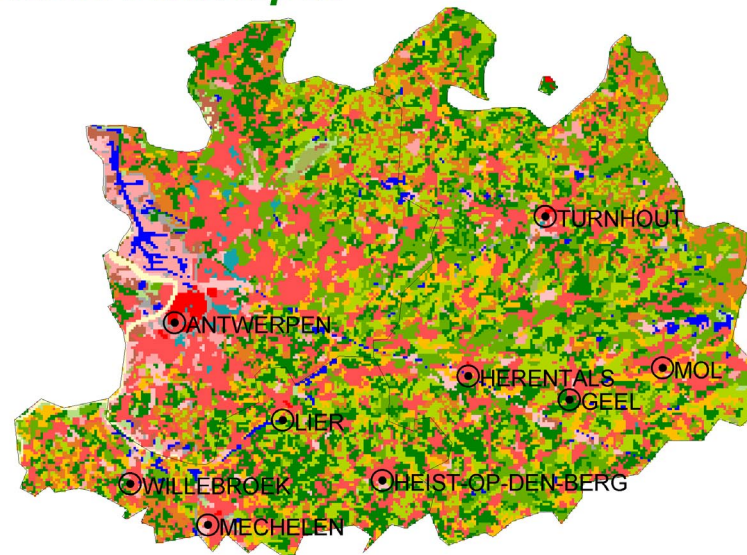 TURNHOUT
ANTWERPEN
HERENTALS
MOL
GEEL
LIER
WILLEBROEK
HEIST-OP-DEN-BERG
MECHELEN